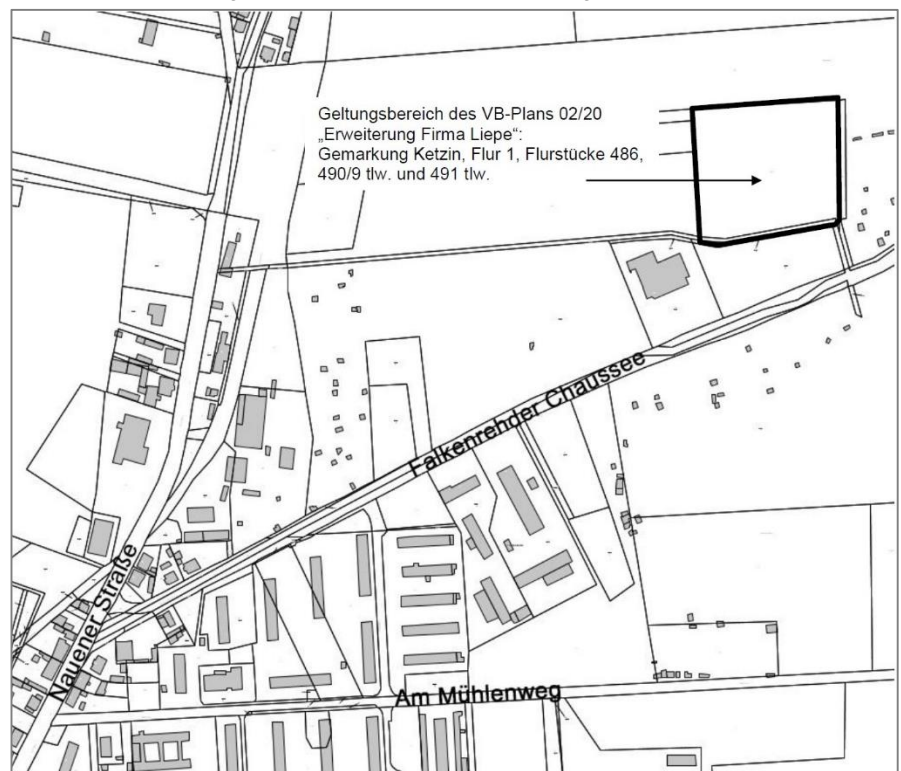 Geltungsbereich des VB-Plans 02/20
„Erweiterung Firma Liepe“:
Gemarkung Ketzin, Flur 1, Flurstücke 486,
490/9 tlw. und 491 tlw.
Falkenrehder Chaussee
Nauener Straße
Am Mühlenweg